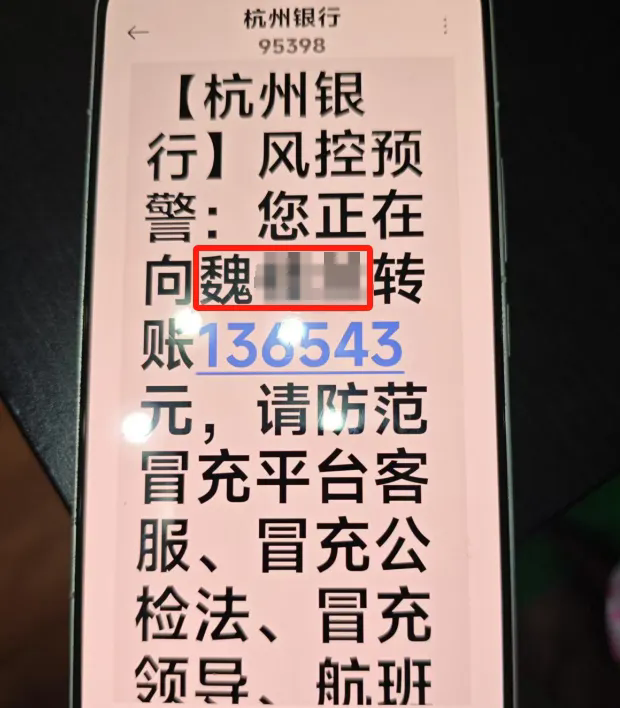 杭州银行
95398
【杭州银
行】风控预
警：您正在
向魏转
账136543
元，请防范
冒充平台客
服、冒充公
检法、冒充
领导、航班